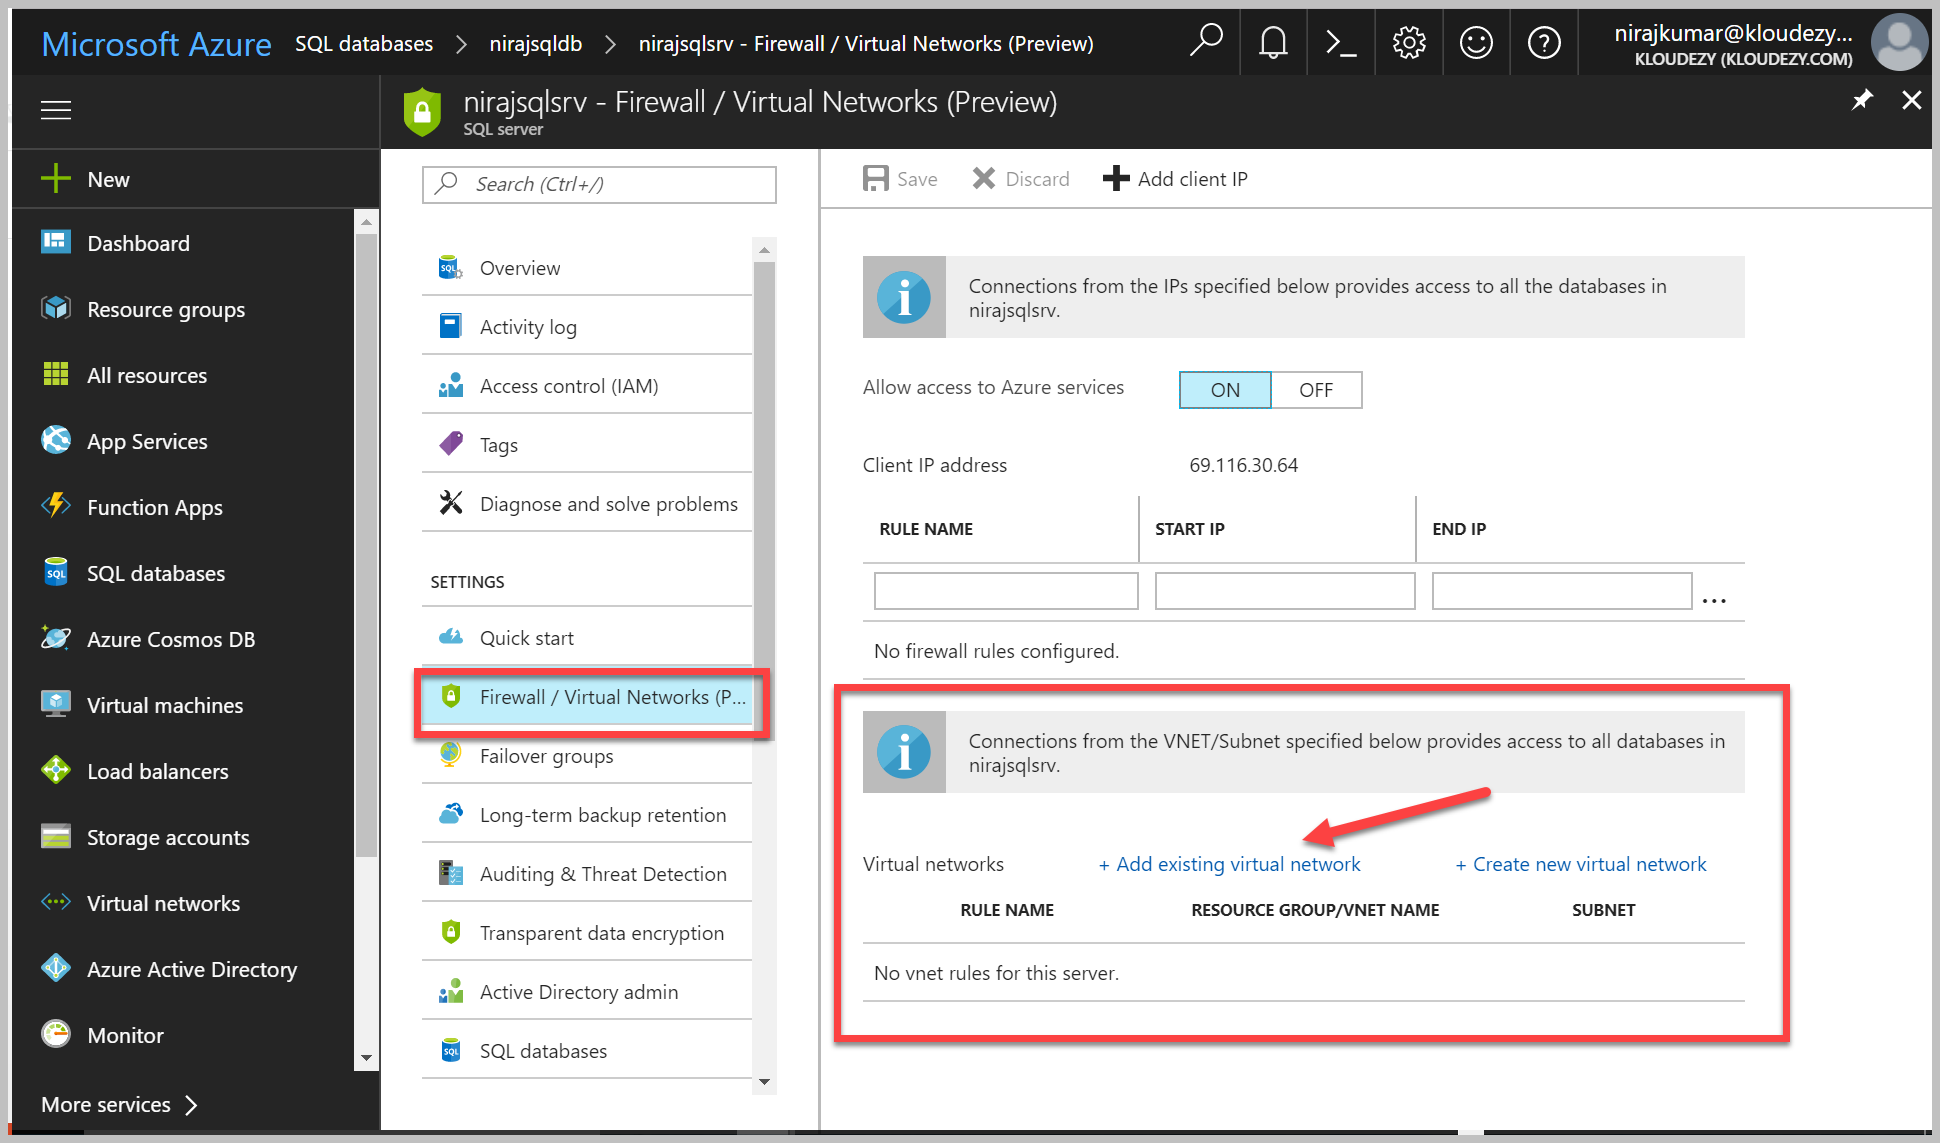 Microsoft Azure SQL databases > nirajsqldb > nirajsqlsrv - Firewall / Virtual Networks (Preview)
nirajkumar@kloudezy...
KLOUDEZY (KLOUDEZY.COM)
nirajsqlsrv - Firewall / Virtual Networks (Preview)
SQL server
New
Dashboard
Resource groups
All resources
App Services
Function Apps
SQL databases
Azure Cosmos DB
Virtual machines
Load balancers
Storage accounts
Virtual networks
Azure Active Directory
Monitor
More services >
Search (Ctrl+/)
Overview
Activity log
Access control (IAM)
Tags
Diagnose and solve problems
SETTINGS
Quick start
Firewall / Virtual Networks (P...
Failover groups
Long-term backup retention
Auditing & Threat Detection
Transparent data encryption
Active Directory admin
SQL databases
Save Discard Add client IP
Connections from the IPs specified below provides access to all the databases in
nirajsqlsrv.
Allow access to Azure services ON OFF
Client IP address 69.116.30.64
RULE NAME START IP END IP
...
No firewall rules configured.
Connections from the VNET/Subnet specified below provides access to all databases in
nirajsqlsrv.
Virtual networks + Add existing virtual network + Create new virtual network
RULE NAME RESOURCE GROUP/VNET NAME SUBNET
No vnet rules for this server.